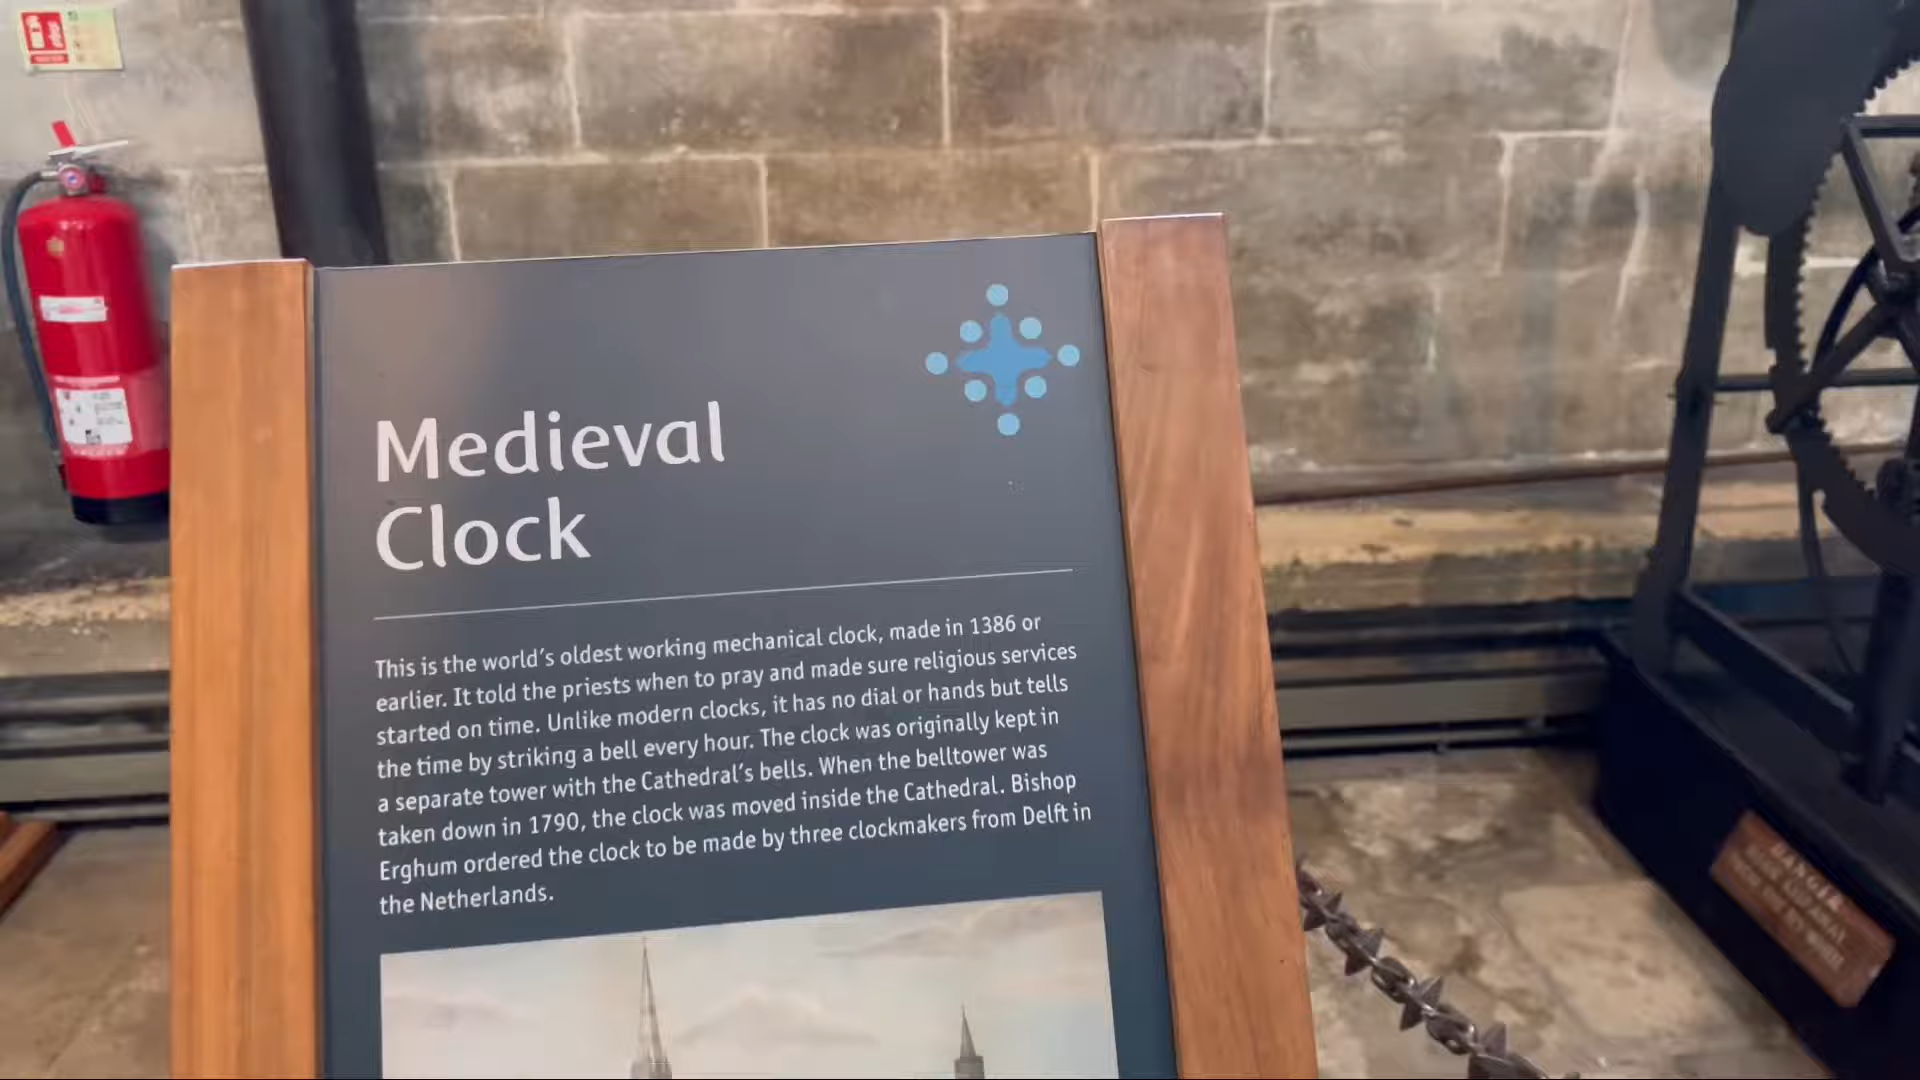 Medieval
Clock
This is the world's oldest working mechanical clock, made in 1386 or
earlier. It told the priests when to pray and made sure religious services
started on time. Unlike modern clocks, it has no dial or hands but tells
the time by striking a bell every hour. The clock was originally kept in
a separate tower with the Cathedral's bells. When the belltower was
taken down in 1790, the clock was moved inside the Cathedral. Bishop
Erghum ordered the clock to be made by three clockmakers from Delft in
the Netherlands.
DANGER